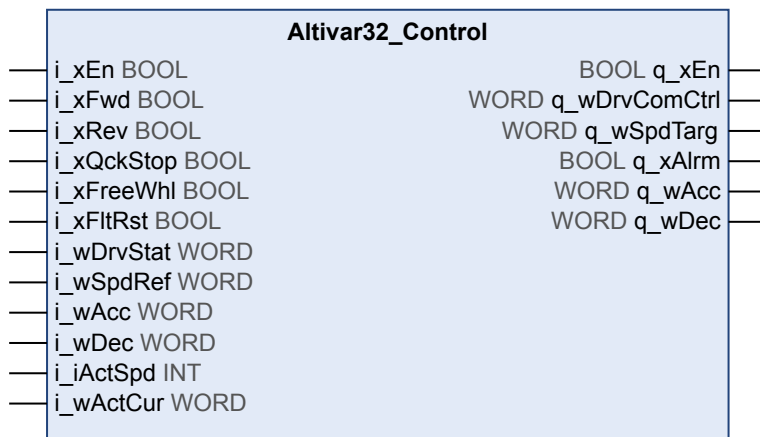 Altivar32_Control
i_xEn BOOL BOOL q_xEn
i_xFwd BOOL WORD q_wDrvComCtrl
i_xRev BOOL WORD q_wSpdTarg
i_xQckStop BOOL BOOL q_xAlrm
i_xFreeWhl BOOL WORD q_wAcc
i_xFltRst BOOL WORD q_wDec
i_wDrvStat WORD
i_wSpdRef WORD
i_wAcc WORD
i_wDec WORD
i_iActSpd INT
i_wActCur WORD